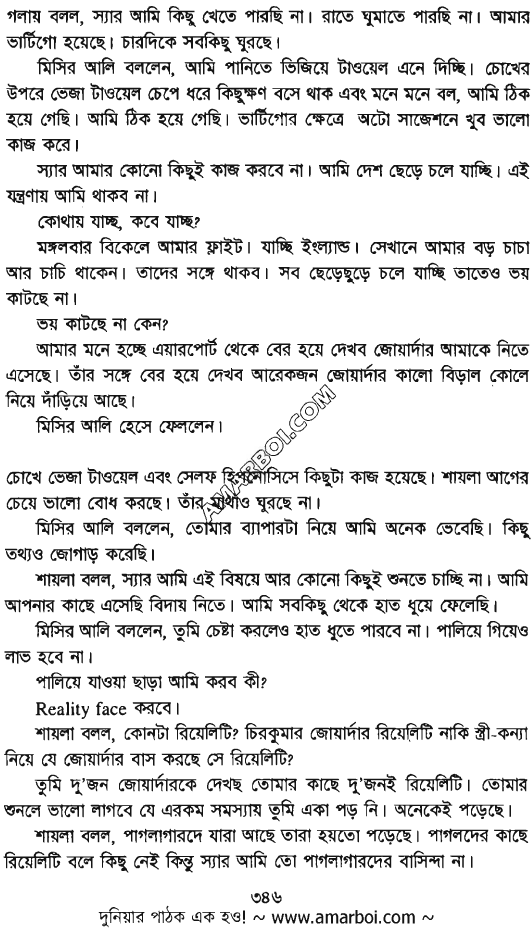 গলায় বলল, স্যার আমি কিছু খেতে পারছি না। রাতে ঘুমাতে পারছি না। আমার
ভার্টিগো হয়েছে। চারদিকে সবকিছু ঘুরছে।
মিসির আলি বললেন, আমি পানিতে ভিজিয়ে টাওয়েল এনে দিচ্ছি। চোখের
উপরে ভেজা টাওয়েল চেপে ধরে কিছুক্ষণ বসে থাক এবং মনে মনে বল, আমি ঠিক
হয়ে গেছি। আমি ঠিক হয়ে গেছি। ভার্টিগোর ক্ষেত্রে অটো সাজেশনে খুব ভালো
কাজ করে।
স্যার আমার কোনো কিছুই কাজ করবে না। আমি দেশ ছেড়ে চলে যাচ্ছি। এই
যন্ত্রণায় আমি থাকব না।
কোথায় যাচ্ছ, কবে যাচ্ছ?
মঙ্গলবার বিকেলে আমার ফ্লাইট। যাচ্ছি ইংল্যান্ড। সেখানে আমার বড় চাচা
আর চাচি থাকেন। তাদের সঙ্গে থাকব। সব ছেড়েছুড়ে চলে যাচ্ছি তাতেও ভয়
কাটছে না।
ভয় কাটছে না কেন?
আমার মনে হচ্ছে এয়ারপোর্ট থেকে বের হয়ে দেখব জোয়ার্দার আমাকে নিতে
এসেছে। তাঁর সঙ্গে বের হয়ে দেখব আরেকজন জোয়ার্দার কালো বিড়াল কোলে
নিয়ে দাঁড়িয়ে আছে।
মিসির আলি হেসে ফেললেন।
চোখে ভেজা টাওয়েল এবং সেলফ হিপনোসিসে কিছুটা কাজ হয়েছে। শায়লা আগের
চেয়ে ভালো বোধ করছে। তাঁর মাথাও ঘুরছে না।
মিসির আলি বললেন, তোমার ব্যাপারটা নিয়ে আমি অনেক ভেবেছি। কিছু
তথ্যও জোগাড় করেছি।
শায়লা বলল, স্যার আমি এই বিষয়ে আর কোনো কিছুই শুনতে চাচ্ছি না। আমি
আপনার কাছে এসেছি বিদায় নিতে। আমি সবকিছু থেকে হাত ধুয়ে ফেলেছি।
মিসির আলি বললেন, তুমি চেষ্টা করলেও হাত ধুতে পারবে না। পালিয়ে গিয়েও
লাভ হবে না।
পালিয়ে যাওয়া ছাড়া আমি করব কী?
Reality face করবে।
শায়লা বলল, কোনটা রিয়েলিটি? চিরকুমার জোয়ার্দার রিয়েলিটি নাকি স্ত্রী-কন্যা
নিয়ে যে জোয়ার্দার বাস করছে সে রিয়েলিটি?
তুমি দু'জন জোয়ার্দারকে দেখছ তোমার কাছে দু'জনই রিয়েলিটি। তোমার
শুনলে ভালো লাগবে যে এরকম সমস্যায় তুমি একা পড় নি। অনেকেই পড়েছে।
শায়লা বলল, পাগলাগারদে যারা আছে তারা হয়তো পড়েছে। পাগলদের কাছে
রিয়েলিটি বলে কিছু নেই কিন্তু স্যার আমি তো পাগলাগারদের বাসিন্দা না।
৩৪৬
দুনিয়ার পাঠক এক হও! ~ www.amarboi.com ~
AMARBOI.COM